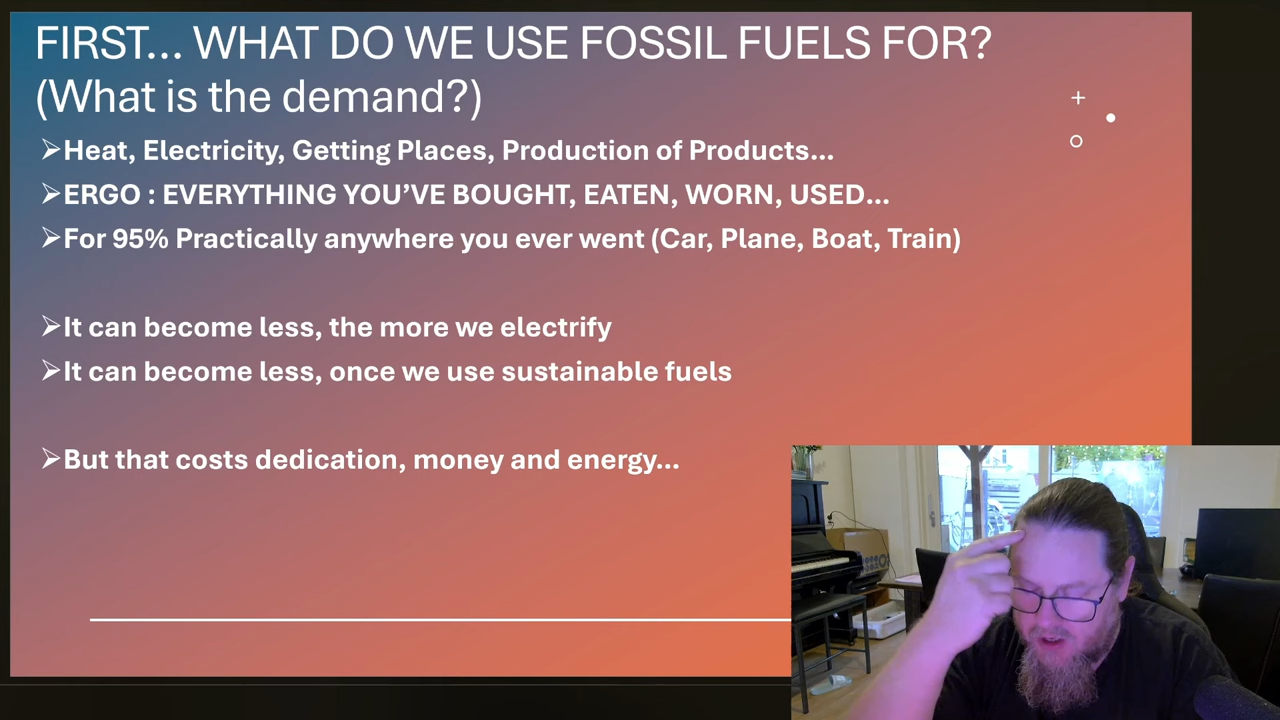 FIRST... WHAT DO WE USE FOSSIL FUELS FOR?
(What is the demand?)
Heat, Electricity, Getting Places, Production of Products...
ERGO : EVERYTHING YOU’VE BOUGHT, EATEN, WORN, USED...
For 95% Practically anywhere you ever went (Car, Plane, Boat, Train)
It can become less, the more we electrify
It can become less, once we use sustainable fuels
But that costs dedication, money and energy...